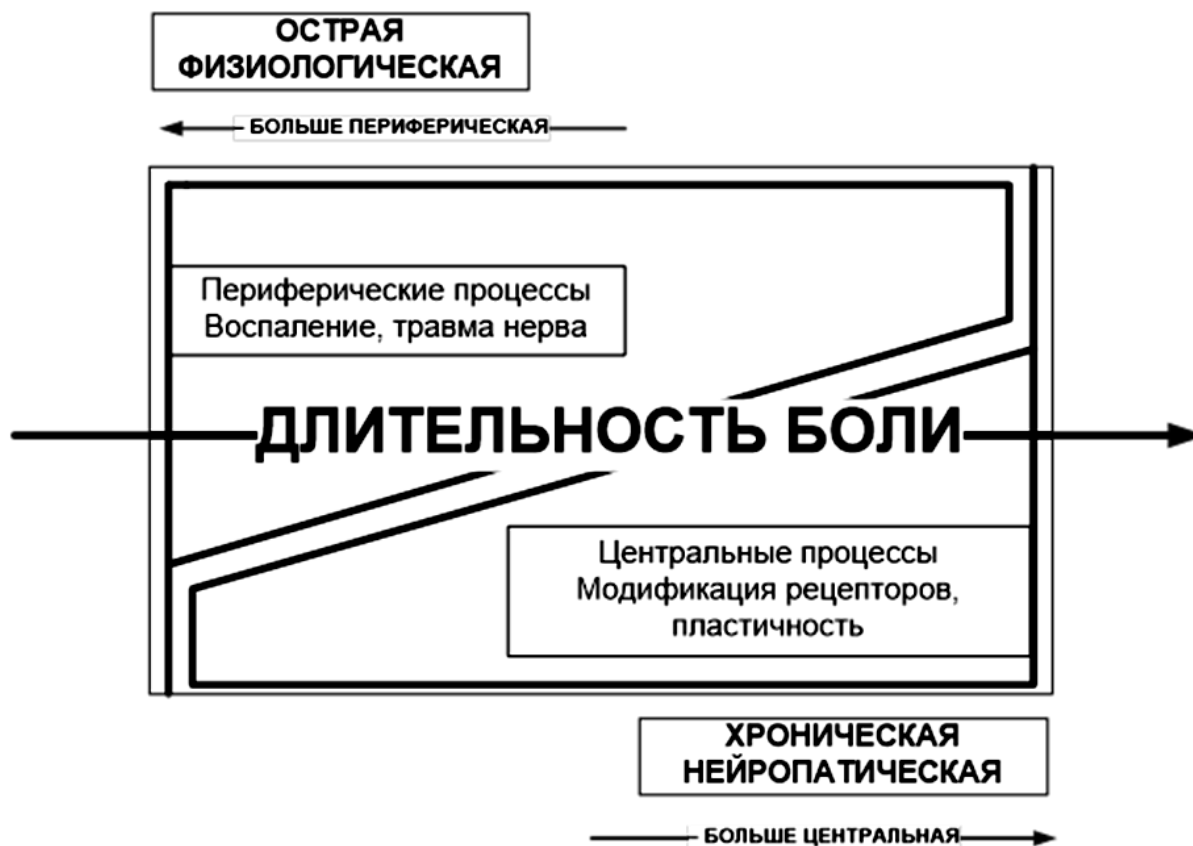 ОСТРАЯ
ФИЗИОЛОГИЧЕСКАЯ
БОЛЬШЕ ПЕРИФЕРИЧЕСКАЯ
Периферические процессы
Воспаление, травма нерва
ДЛИТЕЛЬНОСТЬ БОЛИ
Центральные процессы
Модификация рецепторов,
пластичность
ХРОНИЧЕСКАЯ
НЕЙРОПАТИЧЕСКАЯ
БОЛЬШЕ ЦЕНТРАЛЬНАЯ